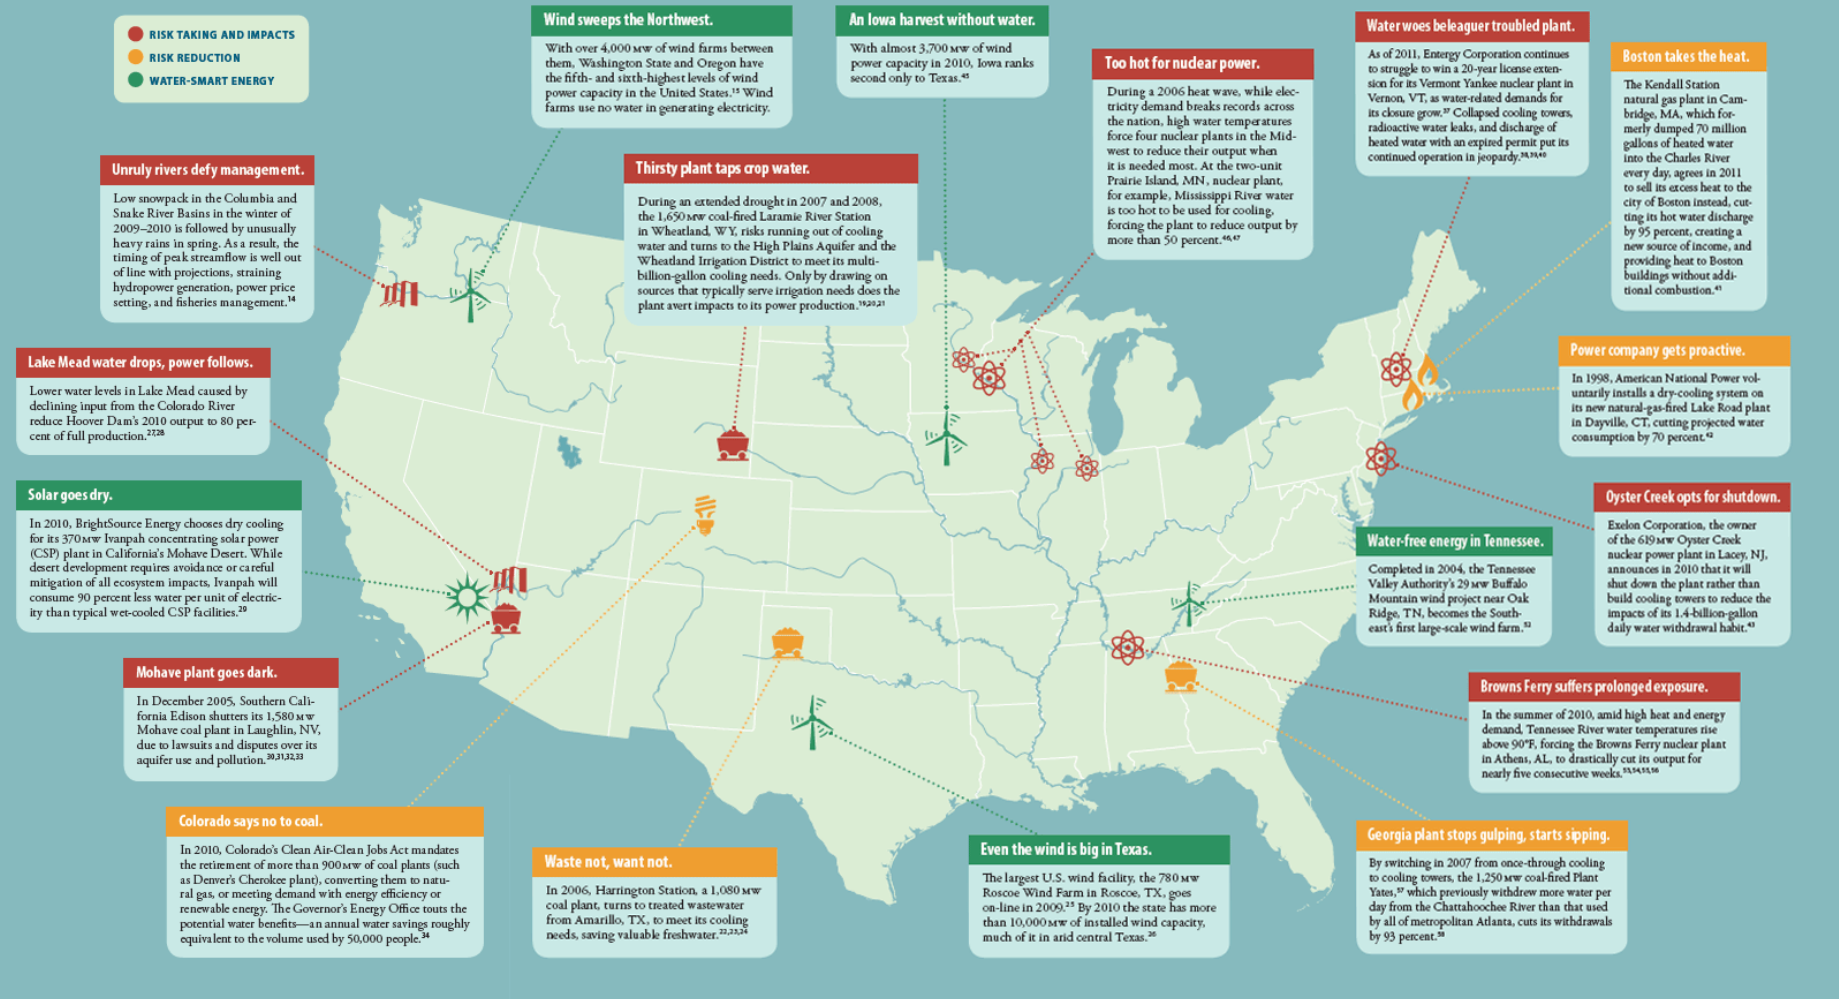 RISK TAKING AND IMPACTS
RISK REDUCTION
WATER-SMART ENERGY
Wind sweeps the Northwest.
With over 4,000 MW of wind farms between
them, Washington State and Oregon have
the fifth- and sixth-highest levels of wind
power capacity in the United States.¹⁵ Wind
farms use no water in generating electricity.
An Iowa harvest without water.
With almost 3,700 MW of wind
power capacity in 2010, Iowa ranks
second only to Texas.⁴⁵
Too hot for nuclear power.
During a 2006 heat wave, while elec-
tricity demand breaks records across
the nation, high water temperatures
force four nuclear plants in the Mid-
west to reduce their output when
it is needed most. At the two-unit
Prairie Island, MN, nuclear plant,
for example, Mississippi River water
is too hot to be used for cooling,
forcing the plant to reduce output by
more than 50 percent.⁴⁶,⁴⁷
Water woes beleaguer troubled plant.
As of 2011, Entergy Corporation continues
to struggle to win a 20-year license exten-
sion for its Vermont Yankee nuclear plant in
Vernon, VT, as water-related demands for
its closure grow.³⁷ Collapsed cooling towers,
radioactive water leaks, and discharge of
heated water with an expired permit put its
continued operation in jeopardy.³⁸,³⁹,⁴⁰
Boston takes the heat.
The Kendall Station
natural gas plant in Cam-
bridge, MA, which for-
merly dumped 70 million
gallons of heated water
into the Charles River
every day, agrees in 2011
to sell its excess heat to the
city of Boston instead, cut-
ting its hot water discharge
by 95 percent, creating a
new source of income, and
providing heat to Boston
buildings without addi-
tional combustion.⁴¹
Unruly rivers defy management.
Low snowpack in the Columbia and
Snake River Basins in the winter of
2009–2010 is followed by unusually
heavy rains in spring. As a result, the
timing of peak streamflow is well out
of line with projections, straining
hydropower generation, power price
setting, and fisheries management.¹⁴
Thirsty plant taps crop water.
During an extended drought in 2007 and 2008,
the 1,650 MW coal-fired Laramie River Station
in Wheatland, WY, risks running out of cooling
water and turns to the High Plains Aquifer and the
Wheatland Irrigation District to meet its multi-
billion-gallon cooling needs. Only by drawing on
sources that typically serve irrigation needs does the
plant avert impacts to its power production.¹⁹,²⁰,²¹
Lake Mead water drops, power follows.
Lower water levels in Lake Mead caused by
declining input from the Colorado River
reduce Hoover Dam's 2010 output to 80 per-
cent of full production.²⁷,²⁸
Power company gets proactive.
In 1998, American National Power vol-
untarily installs a dry-cooling system on
its new natural-gas-fired Lake Road plant
in Dayville, CT, cutting projected water
consumption by 70 percent.⁴²
Solar goes dry.
In 2010, BrightSource Energy chooses dry cooling
for its 370 MW Ivanpah concentrating solar power
(CSP) plant in California's Mohave Desert. While
desert development requires avoidance or careful
mitigation of all ecosystem impacts, Ivanpah will
consume 90 percent less water per unit of electric-
ity than typical wet-cooled CSP facilities.²⁹
Oyster Creek opts for shutdown.
Exelon Corporation, the owner
of the 619 MW Oyster Creek
nuclear power plant in Lacey, NJ,
announces in 2010 that it will
shut down the plant rather than
build cooling towers to reduce the
impacts of its 1.4-billion-gallon
daily water withdrawal habit.⁴³
Water-free energy in Tennessee.
Completed in 2004, the Tennessee
Valley Authority's 29 MW Buffalo
Mountain wind project near Oak
Ridge, TN, becomes the South-
east's first large-scale wind farm.⁵²
Mohave plant goes dark.
In December 2005, Southern Cali-
fornia Edison shutters its 1,580 MW
Mohave coal plant in Laughlin, NV,
due to lawsuits and disputes over its
aquifer use and pollution.³⁰,³¹,³²,³³
Browns Ferry suffers prolonged exposure.
In the summer of 2010, amid high heat and energy
demand, Tennessee River water temperatures rise
above 90°F, forcing the Browns Ferry nuclear plant
in Athens, AL, to drastically cut its output for
nearly five consecutive weeks.⁵³,⁵⁴,⁵⁵,⁵⁶
Colorado says no to coal.
In 2010, Colorado's Clean Air-Clean Jobs Act mandates
the retirement of more than 900 MW of coal plants (such
as Denver's Cherokee plant), converting them to natu-
ral gas, or meeting demand with energy efficiency or
renewable energy. The Governor's Energy Office touts the
potential water benefits—an annual water savings roughly
equivalent to the volume used by 50,000 people.³⁴
Waste not, want not.
In 2006, Harrington Station, a 1,080 MW
coal plant, turns to treated wastewater
from Amarillo, TX, to meet its cooling
needs, saving valuable freshwater.²²,²³,²⁴
Even the wind is big in Texas.
The largest U.S. wind facility, the 780 MW
Roscoe Wind Farm in Roscoe, TX, goes
on-line in 2009.²⁵ By 2010 the state has more
than 10,000 MW of installed wind capacity,
much of it in arid central Texas.²⁶
Georgia plant stops gulping, starts sipping.
By switching in 2007 from once-through cooling
to cooling towers, the 1,250 MW coal-fired Plant
Yates,⁵⁷ which previously withdrew more water per
day from the Chattahoochee River than that used
by all of metropolitan Atlanta, cuts its withdrawals
by 93 percent.⁵⁸